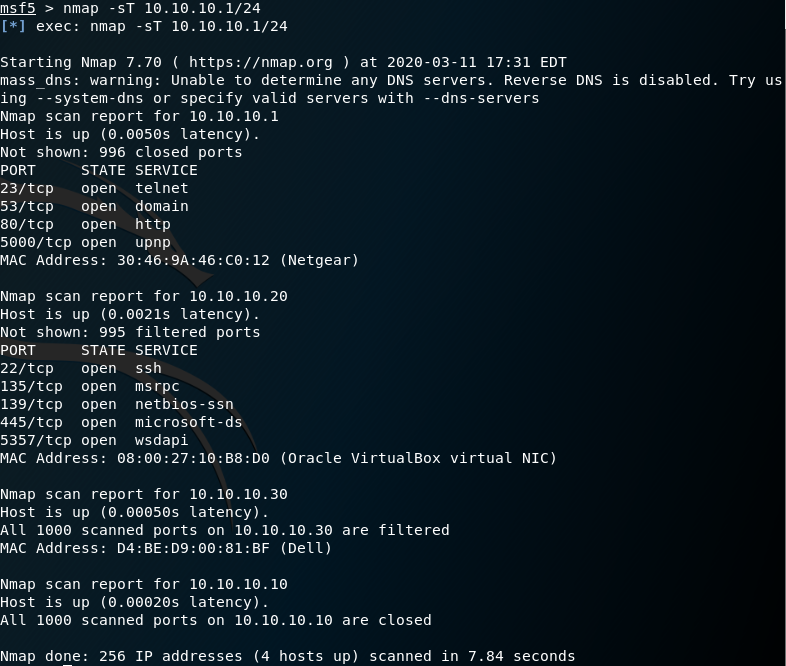 msf5 > nmap -sT 10.10.10.1/24
[*] exec: nmap -sT 10.10.10.1/24
Starting Nmap 7.70 ( https://nmap.org ) at 2020-03-11 17:31 EDT
mass_dns: warning: Unable to determine any DNS servers. Reverse DNS is disabled. Try us
ing --system-dns or specify valid servers with --dns-servers
Nmap scan report for 10.10.10.1
Host is up (0.0050s latency).
Not shown: 996 closed ports
PORT     STATE SERVICE
23/tcp   open  telnet
53/tcp   open  domain
80/tcp   open  http
5000/tcp open  upnp
MAC Address: 30:46:9A:46:C0:12 (Netgear)
Nmap scan report for 10.10.10.20
Host is up (0.0021s latency).
Not shown: 995 filtered ports
PORT     STATE SERVICE
22/tcp   open  ssh
135/tcp  open  msrpc
139/tcp  open  netbios-ssn
445/tcp  open  microsoft-ds
5357/tcp open  wsdapi
MAC Address: 08:00:27:10:B8:D0 (Oracle VirtualBox virtual NIC)
Nmap scan report for 10.10.10.30
Host is up (0.00050s latency).
All 1000 scanned ports on 10.10.10.30 are filtered
MAC Address: D4:BE:D9:00:81:BF (Dell)
Nmap scan report for 10.10.10.10
Host is up (0.00020s latency).
All 1000 scanned ports on 10.10.10.10 are closed
Nmap done: 256 IP addresses (4 hosts up) scanned in 7.84 seconds